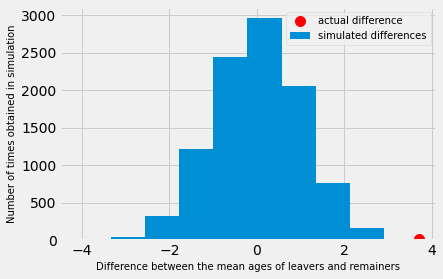 actual difference
simulated differences
3000
2500
2000
1500
1000
500
0
−4 −2 0 2 4
Number of times obtained in simulation
Difference between the mean ages of leavers and remainers